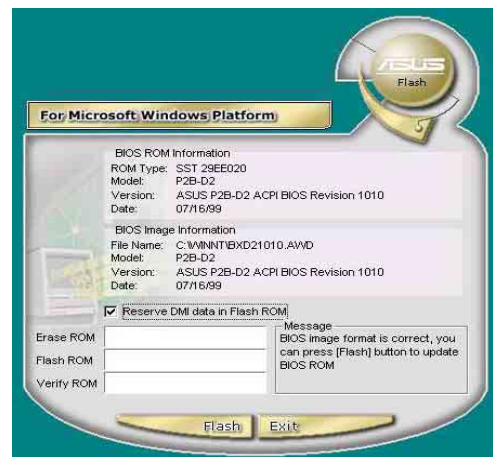 ASUS
Flash
For Microsoft Windows Platform
BIOS ROM Information
ROM Type: SST 29EE020
Model: P2B-D2
Version: ASUS P2B-D2 ACPI BIOS Revision 1010
Date: 07/16/99
BIOS Image Information
File Name: C:\WINNT\BXD21010.AWD
Model: P2B-D2
Version: ASUS P2B-D2 ACPI BIOS Revision 1010
Date: 07/16/99
Reserve DMI data in Flash ROM
Erase ROM
Flash ROM
Verify ROM
Message
BIOS image format is correct, you
can press [Flash] button to update
BIOS ROM
Flash Exit